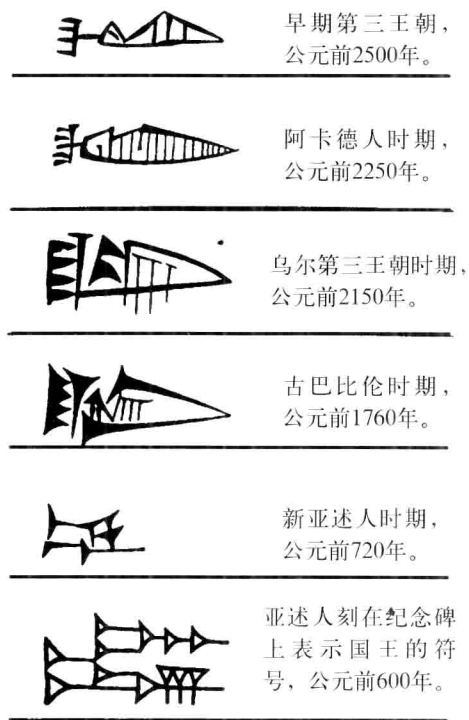 早期第三王朝，
公元前2500年。
阿卡德人时期，
公元前2250年。
乌尔第三王朝时期，
公元前2150年。
古巴比伦时期，
公元前1760年。
新亚述人时期，
公元前720年。
亚述人刻在纪念碑
上表示国王的符
号，公元前600年。